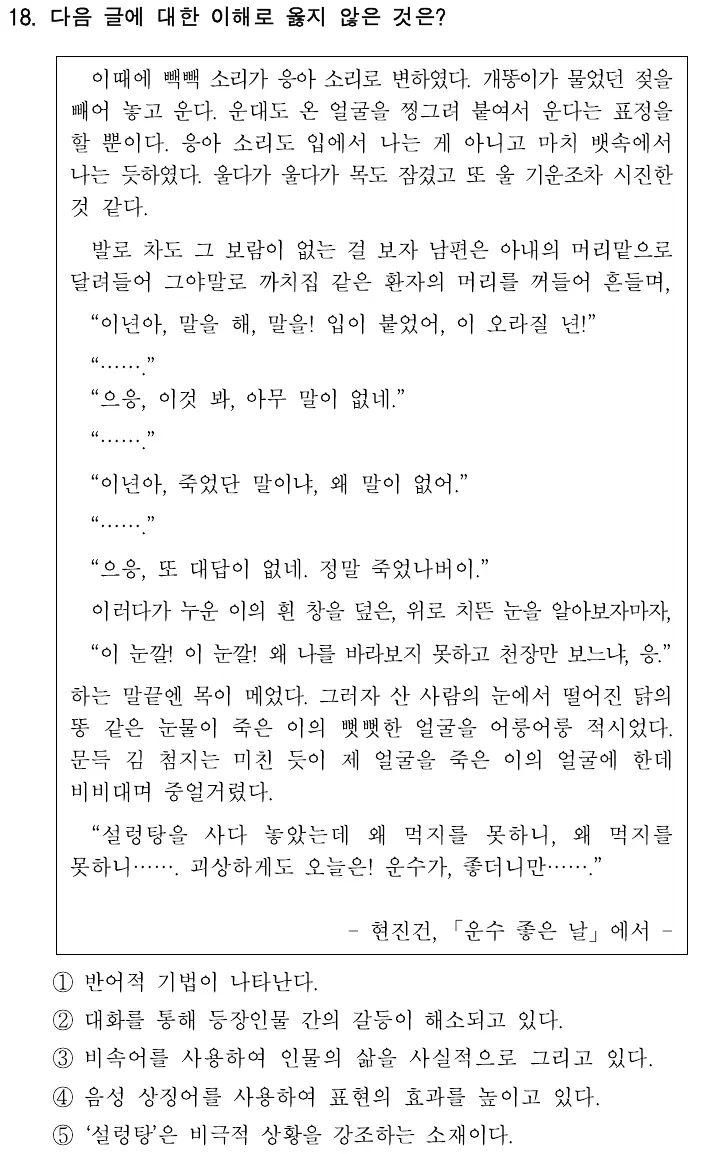 18. 다음 글에 대한 이해로 옳지 않은 것은?
이때에 빽빽 소리가 응아 소리로 변하였다. 개똥이가 물었던 젖을
빼어 놓고 운다. 운대도 온 얼굴을 찡그려 붙여서 운다는 표정을
할 뿐이다. 응아 소리도 입에서 나는 게 아니고 마치 뱃속에서
나는 듯하였다. 울다가 울다가 목도 잠겼고 또 울 기운조차 시진한
것 같다.
발로 차도 그 보람이 없는 걸 보자 남편은 아내의 머리맡으로
달려들어 그야말로 까치집 같은 환자의 머리를 꺼들어 흔들며,
“이년아, 말을 해, 말을! 입이 붙었어, 이 오라질 년!”
“…….”
“으응, 이것 봐, 아무 말이 없네.”
“…….”
“이년아, 죽었단 말이냐, 왜 말이 없어.”
“…….”
“으응, 또 대답이 없네. 정말 죽었나버이.”
이러다가 누운 이의 흰 창을 덮은, 위로 치뜬 눈을 알아보자마자,
“이 눈깔! 이 눈깔! 왜 나를 바라보지 못하고 천장만 보느냐, 응.”
하는 말끝엔 목이 메었다. 그러자 산 사람의 눈에서 떨어진 닭의
똥 같은 눈물이 죽은 이의 뻣뻣한 얼굴을 어룽어룽 적시었다.
문득 김 첨지는 미친 듯이 제 얼굴을 죽은 이의 얼굴에 한데
비비대며 중얼거렸다.
“설렁탕을 사다 놓았는데 왜 먹지를 못하니, 왜 먹지를
못하니……. 괴상하게도 오늘은! 운수가, 좋더니만…….”
- 현진건, 「운수 좋은 날」에서 -
① 반어적 기법이 나타난다.
② 대화를 통해 등장인물 간의 갈등이 해소되고 있다.
③ 비속어를 사용하여 인물의 삶을 사실적으로 그리고 있다.
④ 음성 상징어를 사용하여 표현의 효과를 높이고 있다.
⑤ ‘설렁탕’은 비극적 상황을 강조하는 소재이다.